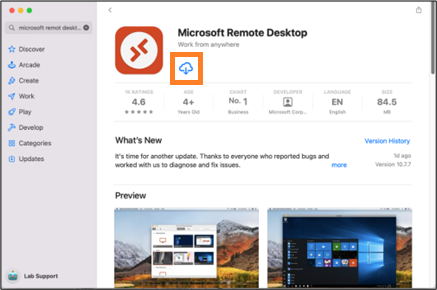 microsoft remot deskt...
Discover
Arcade
Create
Work
Play
Develop
Categories
Updates
Lab Support
Microsoft Remote Desktop
Work from anywhere
AGE
CHART
DEVELOPER
LANGUAGE
SIZE
4.6
4+
No. 1
EN
84.5
Years Old
Business
Microsoft Corp...
English
MB
What's New
Version History
It's time for another update. Thanks to everyone who reported bugs and
worked with us to diagnose and fix issues.
more
1d ago
Version 10.7.7
Preview